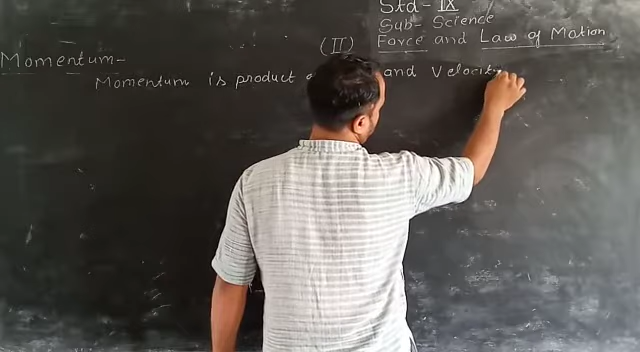 Std- IX
Sub- Science
(II) Force and Law of Motion
Momentum-
Momentum is product and Velocity